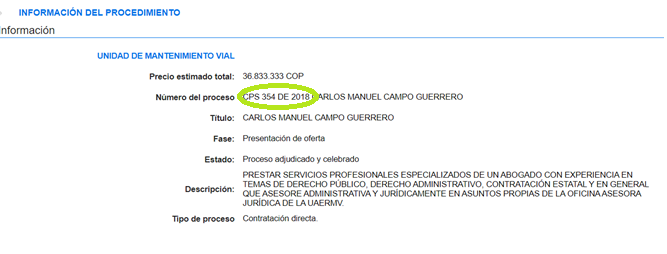 INFORMACIÓN DEL PROCEDIMIENTO
Información
UNIDAD DE MANTENIMIENTO VIAL
Precio estimado total: 36.833.333 COP
Número del proceso CPS 354 DE 2018 CARLOS MANUEL CAMPO GUERRERO
Título: CARLOS MANUEL CAMPO GUERRERO
Fase: Presentación de oferta
Estado: Proceso adjudicado y celebrado
Descripción: PRESTAR SERVICIOS PROFESIONALES ESPECIALIZADOS DE UN ABOGADO CON EXPERIENCIA EN
TEMAS DE DERECHO PÚBLICO, DERECHO ADMINISTRATIVO, CONTRATACIÓN ESTATAL Y EN GENERAL
QUE ASESORE ADMINISTRATIVA Y JURÍDICAMENTE EN ASUNTOS PROPIAS DE LA OFICINA ASESORA
JURÍDICA DE LA UAERMV.
Tipo de proceso Contratación directa.